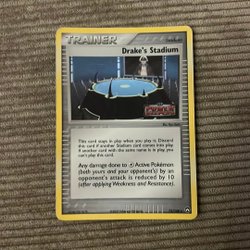 TRAINER
Drake's Stadium
This card stays in play when you play it. Discard
this card if another Stadium card comes into play.
If another card with the same name is in play, you
can't play this card.
Any damage done to Active Pokémon
(both yours and your opponent's) by an
opponent's attack is reduced by 10
(after applying Weakness and Resistance).